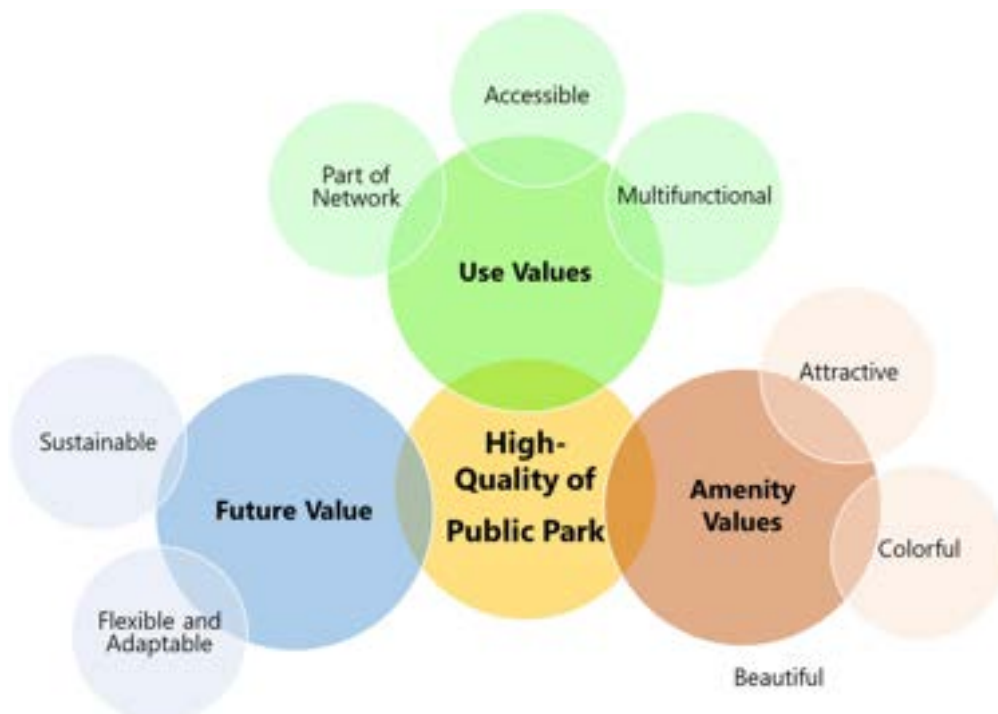 Accessible
Part of
Network
Multifunctional
Use Values
Attractive
Sustainable
High-
Quality of
Public Park
Future Value
Amenity
Values
Colorful
Flexible and
Adaptable
Beautiful